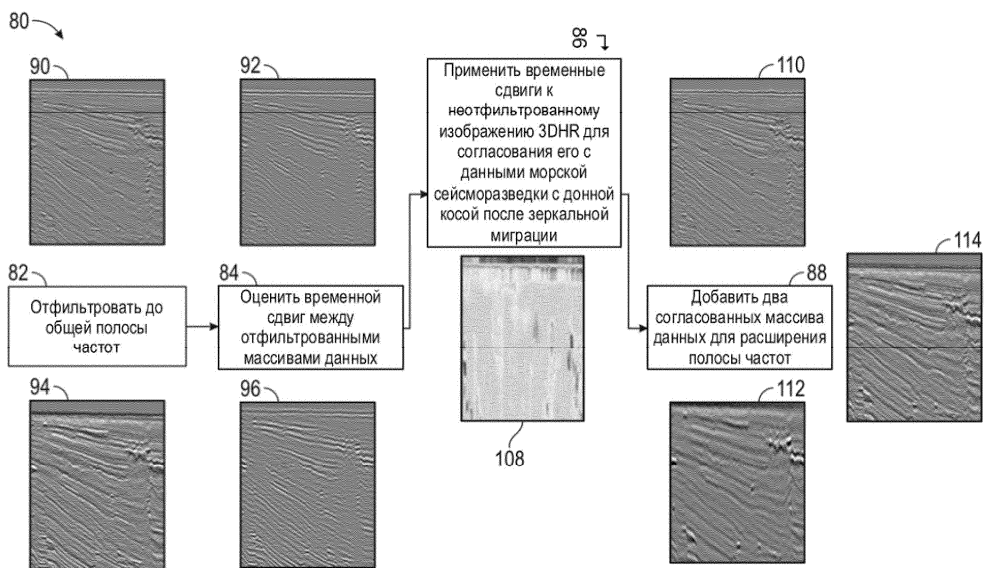 80
90
92
86
Применить временные
сдвиги к
неотфильтрованному
изображению 3DHR для
согласования его с
данными морской
сейсморазведки с донной
косой после зеркальной
миграции
110
82
Отфильтровать до
общей полосы
частот
84
Оценить временной
сдвиг между
отфильтрованными
массивами данных
108
88
Добавить два
согласованных массива
данных для расширения
полосы частот
114
94
96
112